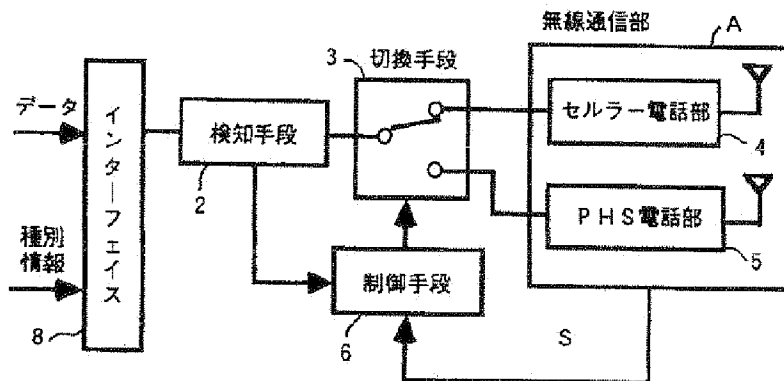 無線通信部
A
3
切換手段
データ
インターフェイス
検知手段
2
セルラー電話部
4
PHS電話部
5
種別
情報
8
制御手段
6
S